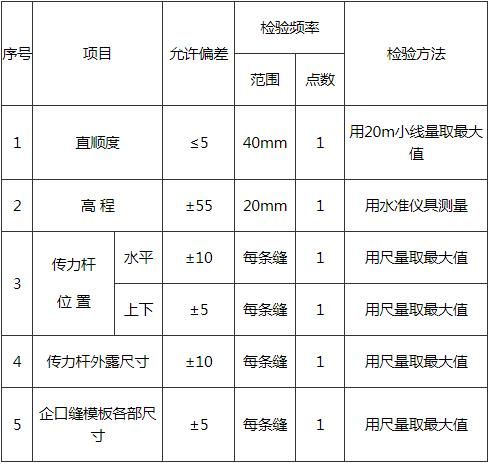 序号 项目 允许偏差 检验频率 检验方法
范围 点数
1 直顺度 ≤5 40mm 1 用20m小线量取最大
值
2 高 程 ±55 20mm 1 用水准仪具测量
3 传力杆
位 置 水平 ±10 每条缝 1 用尺量取最大值
上下 ±5 每条缝 1 用尺量取最大值
4 传力杆外露尺寸 ±10 每条缝 1 用尺量取最大值
5 企口缝模板各部尺
寸 ±5 每条缝 1 用尺量取最大值